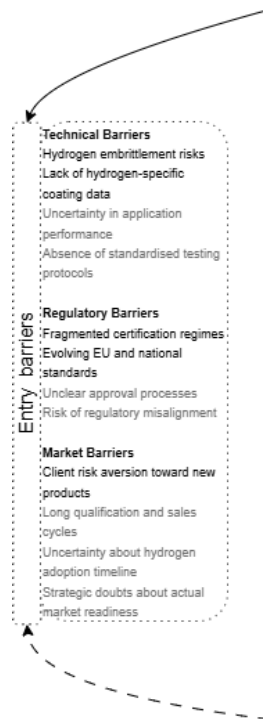 Entry barriers
Technical Barriers
Hydrogen embrittlement risks
Lack of hydrogen-specific
coating data
Uncertainty in application
performance
Absence of standardised testing
protocols
Regulatory Barriers
Fragmented certification regimes
Evolving EU and national
standards
Unclear approval processes
Risk of regulatory misalignment
Market Barriers
Client risk aversion toward new
products
Long qualification and sales
cycles
Uncertainty about hydrogen
adoption timeline
Strategic doubts about actual
market readiness